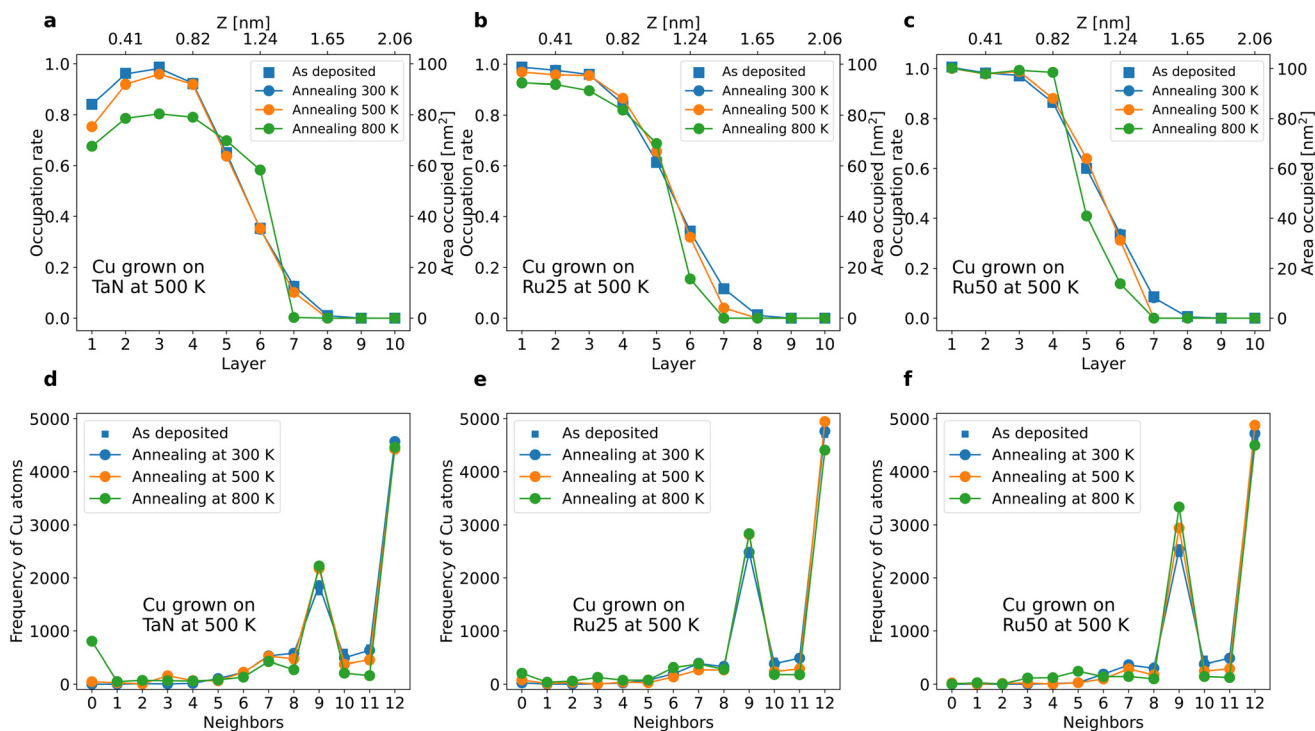 a
Z [nm]
0.41 0.82 1.24 1.65 2.06
1.0
0.8
0.6
0.4
0.2
0.0
Occupation rate
As deposited
Annealing 300 K
Annealing 500 K
Annealing 800 K
Cu grown on
TaN at 500 K
100
80
60
40
20
0
Area occupied [nm²]
1 2 3 4 5 6 7 8 9 10
Layer
b
Z [nm]
0.41 0.82 1.24 1.65 2.06
1.0
0.8
0.6
0.4
0.2
0.0
Occupation rate
As deposited
Annealing 300 K
Annealing 500 K
Annealing 800 K
Cu grown on
Ru25 at 500 K
100
80
60
40
20
0
Area occupied [nm²]
1 2 3 4 5 6 7 8 9 10
Layer
c
Z [nm]
0.41 0.82 1.24 1.65 2.06
1.0
0.8
0.6
0.4
0.2
0.0
Occupation rate
As deposited
Annealing 300 K
Annealing 500 K
Annealing 800 K
Cu grown on
Ru50 at 500 K
100
80
60
40
20
0
Area occupied [nm²]
1 2 3 4 5 6 7 8 9 10
Layer
d
5000
4000
3000
2000
1000
0
Frequency of Cu atoms
As deposited
Annealing at 300 K
Annealing at 500 K
Annealing at 800 K
Cu grown on
TaN at 500 K
0 1 2 3 4 5 6 7 8 9 10 11 12
Neighbors
e
5000
4000
3000
2000
1000
0
Frequency of Cu atoms
As deposited
Annealing at 300 K
Annealing at 500 K
Annealing at 800 K
Cu grown on
Ru25 at 500 K
0 1 2 3 4 5 6 7 8 9 10 11 12
Neighbors
f
5000
4000
3000
2000
1000
0
Frequency of Cu atoms
As deposited
Annealing at 300 K
Annealing at 500 K
Annealing at 800 K
Cu grown on
Ru50 at 500 K
0 1 2 3 4 5 6 7 8 9 10 11 12
Neighbors